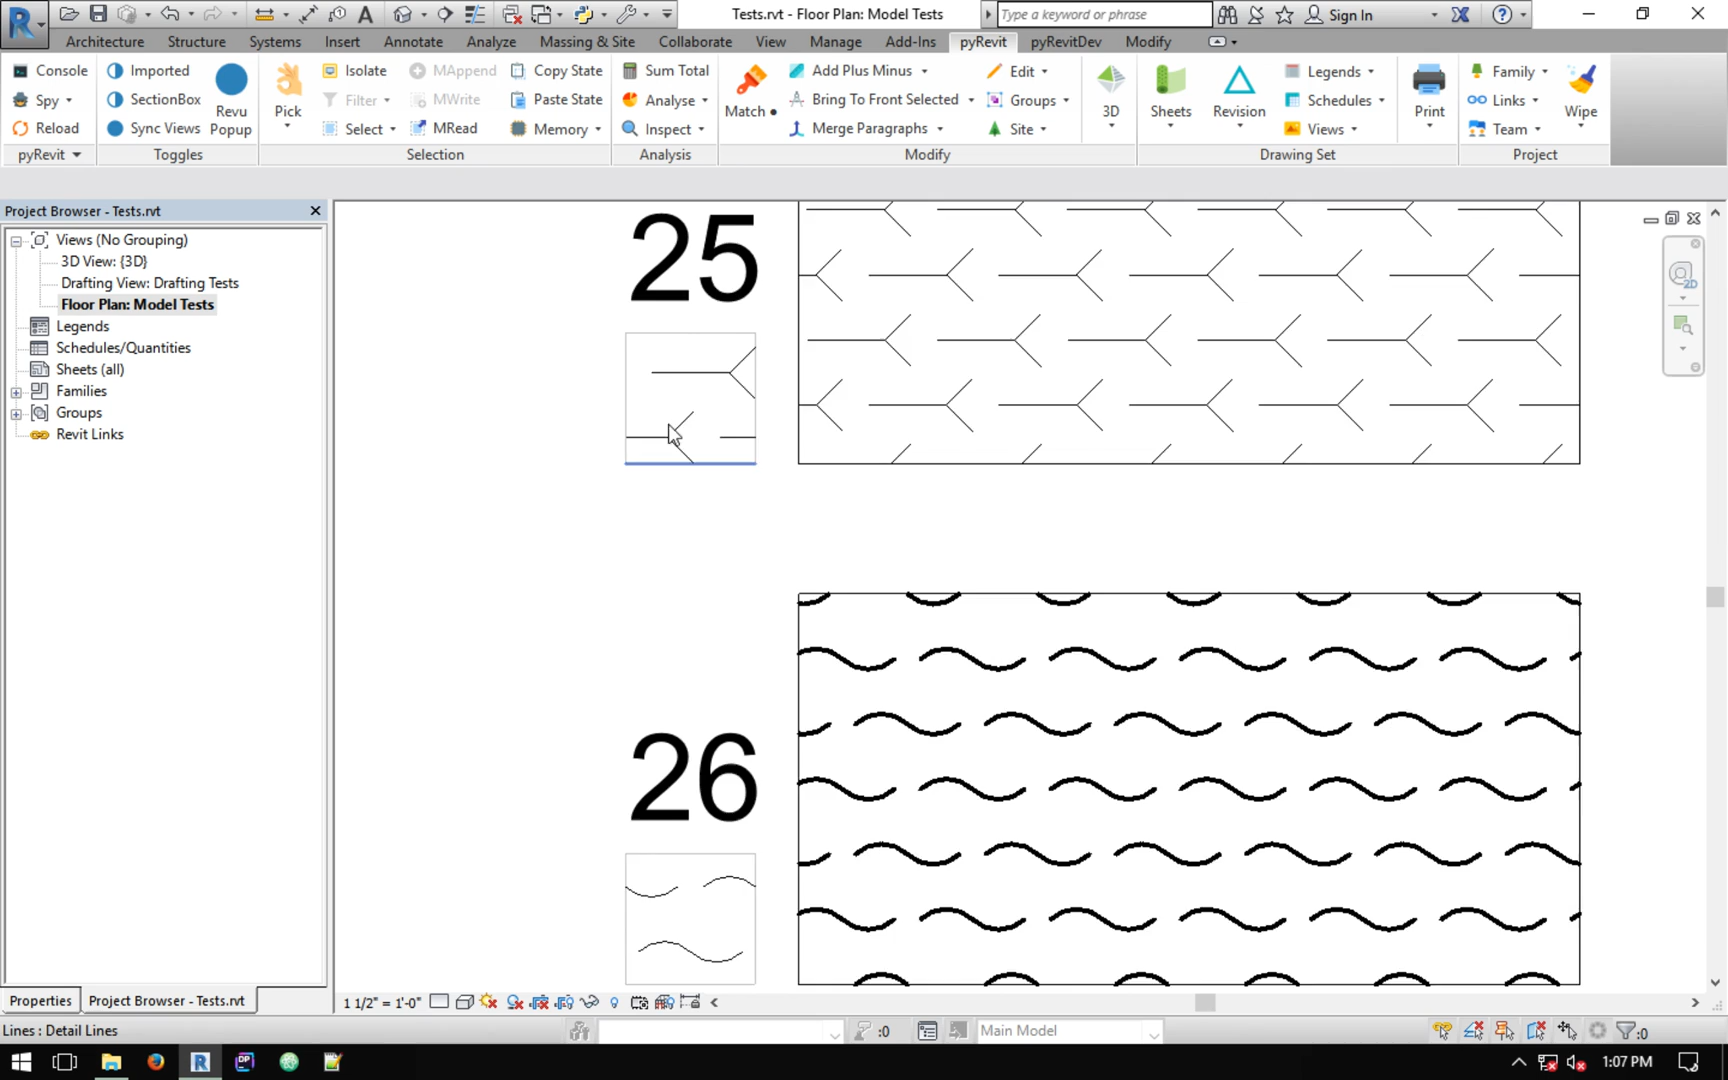 Tests.rvt - Floor Plan: Model Tests
Type a keyword or phrase
Sign In
Architecture Structure Systems Insert Annotate Analyze Massing & Site Collaborate View Manage Add-Ins pyRevit pyRevitDev Modify
Console Imported Isolate MAppend Copy State Sum Total Add Plus Minus Edit Legends Family
Spy SectionBox Revu Pick Filter MWrite Paste State Analyse Match Bring To Front Selected Groups 3D Sheets Revision Schedules Print Links Wipe
Reload Sync Views Popup Select MRead Memory Inspect Merge Paragraphs Site Views Team
pyRevit Toggles Selection Analysis Modify Drawing Set Project
Project Browser - Tests.rvt
Views (No Grouping)
3D View: {3D}
Drafting View: Drafting Tests
Floor Plan: Model Tests
Legends
Schedules/Quantities
Sheets (all)
Families
Groups
Revit Links
25
2D
26
Properties Project Browser - Tests.rvt
1 1/2" = 1'-0"
Lines : Detail Lines
:0
Main Model
:0
DP
1:07 PM